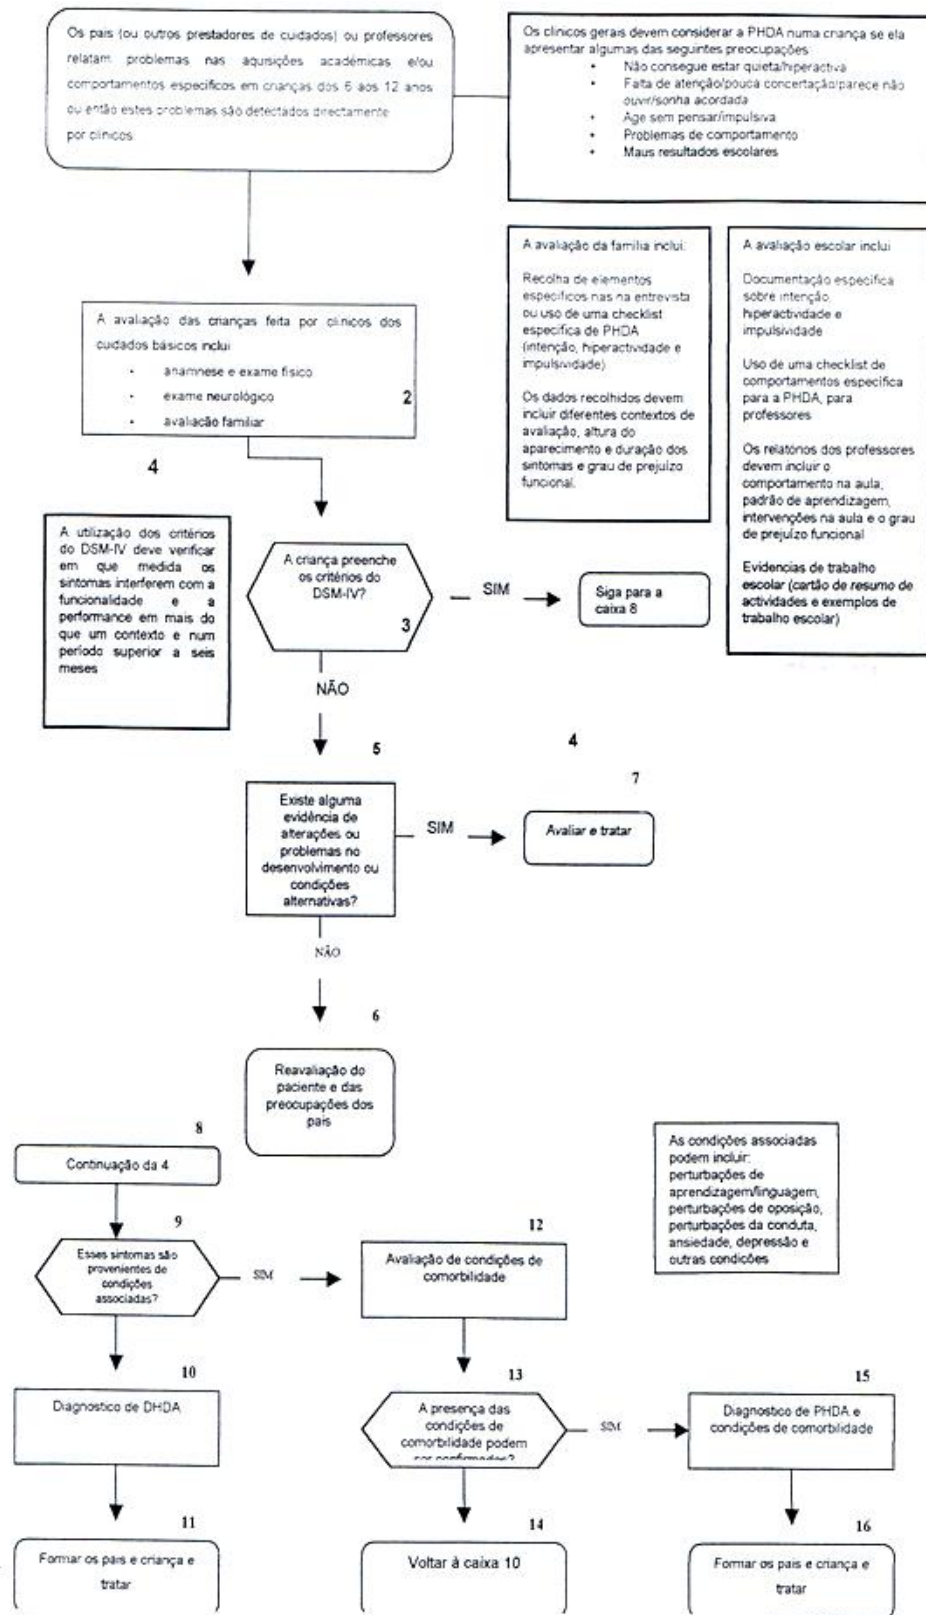 Os pais (ou outros prestadores de cuidados) ou professores
relatam problemas nas aquisições académicas e/ou
comportamentos específicos em crianças dos 6 aos 12 anos
ou então estes problemas são detectados directamente
por clínicos
Os clínicos gerais devem considerar a PHDA numa criança se ela
apresentar algumas das seguintes preocupações
• Não consegue estar quieta/hiperactiva
• Falta de atenção/pouca concertação/parece não
ouvir/sonha acordada
• Age sem pensar/impulsiva
• Problemas de comportamento
• Maus resultados escolares
A avaliação da família inclui:
Recolha de elementos
específicos nas na entrevista
ou uso de uma checklist
específica de PHDA
(intenção, hiperactividade e
impulsividade)
Os dados recolhidos devem
incluir diferentes contextos de
avaliação, altura do
aparecimento e duração dos
sintomas e grau de prejuízo
funcional.
A avaliação escolar inclui
Documentação específica
sobre intenção,
hiperactividade e
impulsividade
Uso de uma checklist de
comportamentos específica
para a PHDA, para
professores
Os relatórios dos professores
devem incluir o
comportamento na aula,
padrão de aprendizagem,
intervenções na aula e o grau
de prejuízo funcional
Evidencias de trabalho
escolar (cartão de resumo de
actividades e exemplos de
trabalho escolar)
A avaliação das crianças feita por clínicos dos
cuidados básicos inclui
• anamnese e exame físico
• exame neurológico
• avaliação familiar
2
4
A utilização dos critérios
do DSM-IV deve verificar
em que medida os
sintomas interferem com a
funcionalidade e a
performance em mais do
que um contexto e num
período superior a seis
meses
A criança preenche
os critérios do
DSM-IV?
3
SIM
Siga para a
caixa 8
NÃO
5
4
7
Existe alguma
evidência de
alterações ou
problemas no
desenvolvimento ou
condições
alternativas?
SIM
Avaliar e tratar
NÃO
6
Reavaliação do
paciente e das
preocupações dos
pais
8
Continuação da 4
As condições associadas
podem incluir:
perturbações de
aprendizagem/linguagem,
perturbações de oposição,
perturbações da conduta,
ansiedade, depressão e
outras condições
9
Esses sintomas são
provenientes de
condições
associadas?
SIM
12
Avaliação de condições de
comorbilidade
10
Diagnostico de DHDA
13
A presença das
condições de
comorbilidade podem
ser confirmados?
SIM
15
Diagnostico de PHDA e
condições de comorbilidade
11
Formar os pais e criança e
tratar
14
Voltar à caixa 10
16
Formar os pais e criança e
tratar